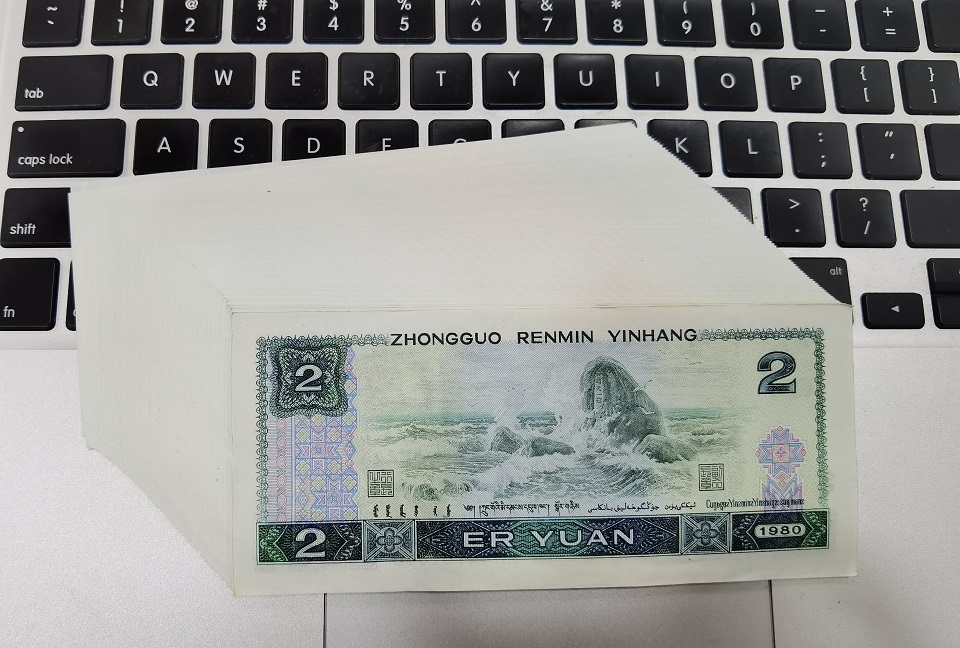 ~ ! @ # $ % ^ & * ( ) – +
` 1 2 3 4 5 6 7 8 9 0 - =
tab Q W E R T Y U I O P { [ } ]
caps lock A S D F K L : ; " '
shift > . ? /
fn alt ◄
ZHONGGUO RENMIN YINHANG
2 2
2 ER YUAN 1980